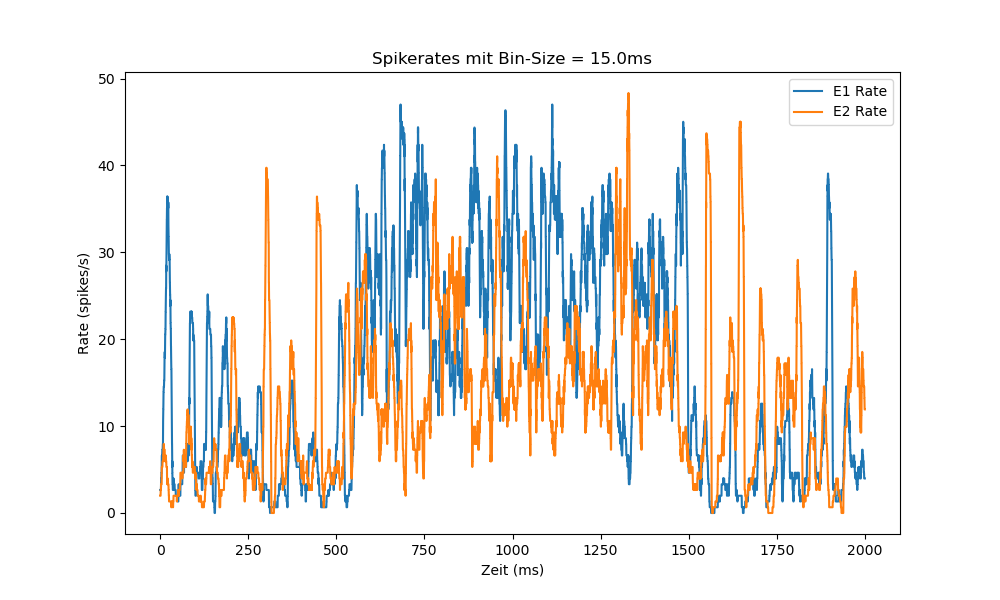 Spikerates mit Bin-Size = 15.0ms
E1 Rate
E2 Rate
Rate (spikes/s)
50
40
30
20
10
0
0 250 500 750 1000 1250 1500 1750 2000
Zeit (ms)